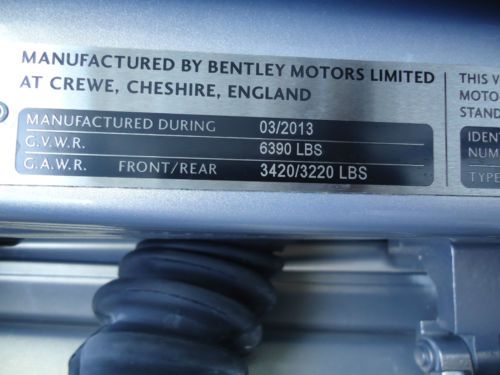 MANUFACTURED BY BENTLEY MOTORS LIMITED
AT CREWE, CHESHIRE, ENGLAND
MANUFACTURED DURING 03/2013
G.V.W.R. 6390 LBS
G.A.W.R. FRONT/REAR 3420/3220 LBS
THIS V
MOTO
STAND
IDENT
NUM
TYPE